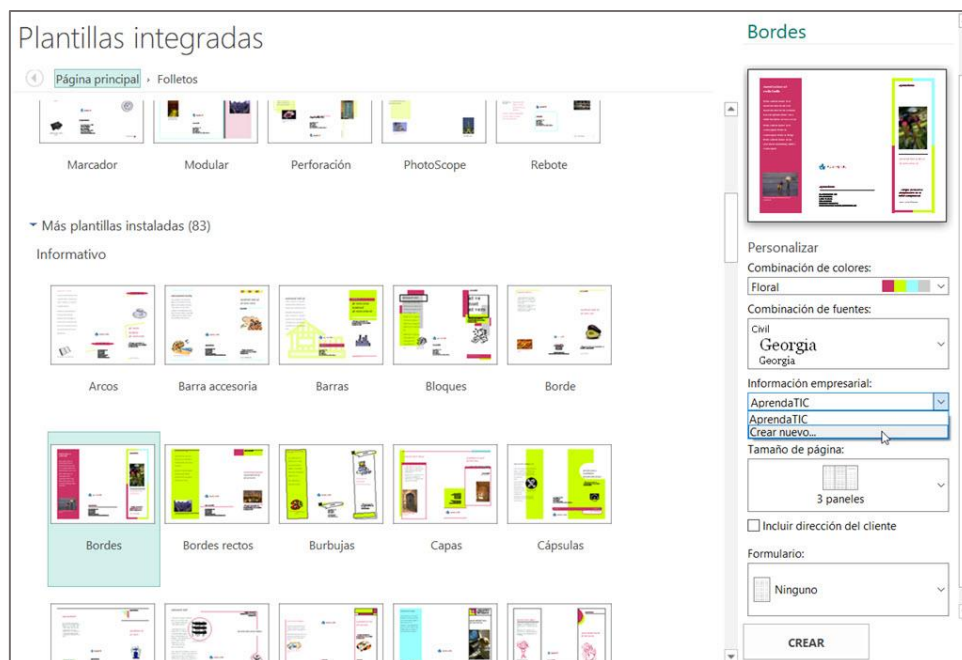 Plantillas integradas
Página principal › Folletos
Marcador
Modular
Perforación
PhotoScope
Rebote
Más plantillas instaladas (83)
Informativo
Arcos
Barra accesoria
Barras
Bloques
Borde
Bordes
Bordes rectos
Burbujas
Capas
Cápsulas
Bordes
Personalizar
Combinación de colores:
Floral
Combinación de fuentes:
Civil
Georgia
Georgia
Información empresarial:
AprendaTIC
AprendaTIC
Crear nuevo...
Tamaño de página:
3 paneles
Incluir dirección del cliente
Formulario:
Ninguno
CREAR